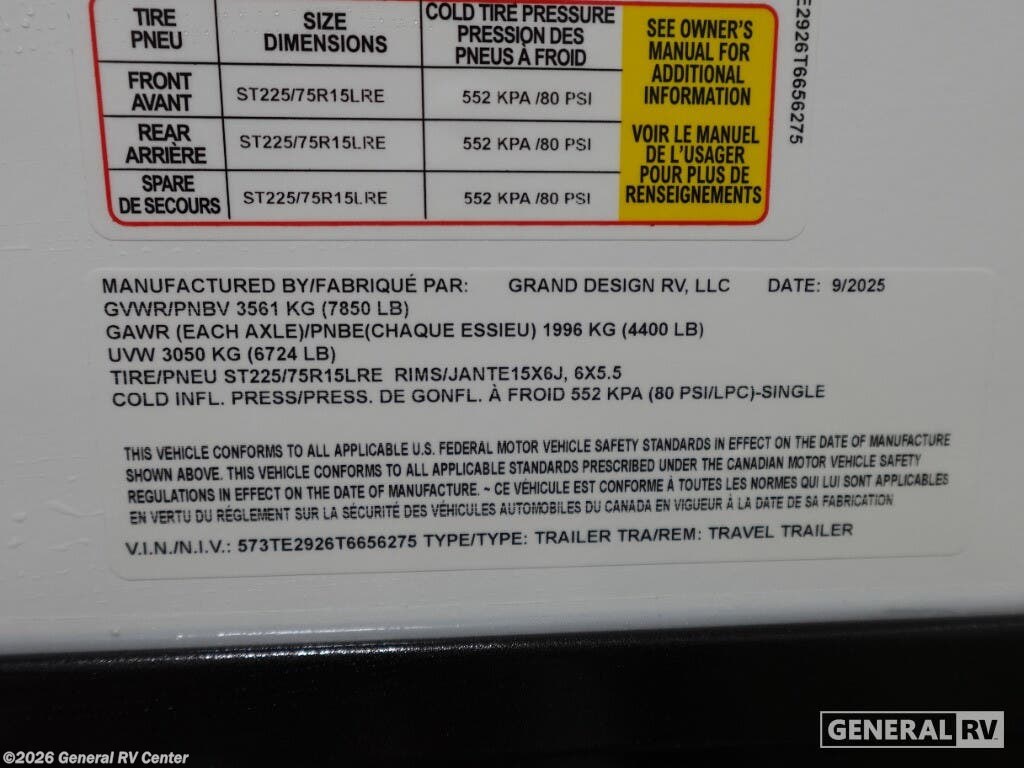 TIRE
PNEU
SIZE
DIMENSIONS
COLD TIRE PRESSURE
PRESSION DES
PNEUS À FROID
SEE OWNER'S
MANUAL FOR
ADDITIONAL
INFORMATION
FRONT
AVANT
ST225/75R15LRE
552 KPA /80 PSI
REAR
ARRIÈRE
ST225/75R15LRE
552 KPA /80 PSI
VOIR LE MANUEL
DE L'USAGER
POUR PLUS DE
RENSEIGNEMENTS
SPARE
DE SECOURS
ST225/75R15LRE
552 KPA /80 PSI
E2926T6656275
MANUFACTURED BY/FABRIQUÉ PAR: GRAND DESIGN RV, LLC DATE: 9/2025
GVWR/PNBV 3561 KG (7850 LB)
GAWR (EACH AXLE)/PNBE(CHAQUE ESSIEU) 1996 KG (4400 LB)
UVW 3050 KG (6724 LB)
TIRE/PNEU ST225/75R15LRE RIMS/JANTE15X6J, 6X5.5
COLD INFL. PRESS/PRESS. DE GONFL. À FROID 552 KPA (80 PSI/LPC)-SINGLE
THIS VEHICLE CONFORMS TO ALL APPLICABLE U.S. FEDERAL MOTOR VEHICLE SAFETY STANDARDS IN EFFECT ON THE DATE OF MANUFACTURE
SHOWN ABOVE. THIS VEHICLE CONFORMS TO ALL APPLICABLE STANDARDS PRESCRIBED UNDER THE CANADIAN MOTOR VEHICLE SAFETY
REGULATIONS IN EFFECT ON THE DATE OF MANUFACTURE. ~ CE VÉHICULE EST CONFORME À TOUTES LES NORMES QUI LUI SONT APPLICABLES
EN VERTU DU RÉGLEMENT SUR LA SÉCURITÉ DES VÉHICULES AUTOMOBILES DU CANADA EN VIGUEUR À LA DATE DE SA FABRICATION
V.I.N./N.I.V.: 573TE2926T6656275 TYPE/TYPE: TRAILER TRA/REM: TRAVEL TRAILER
GENERAL RV
©2026 General RV Center